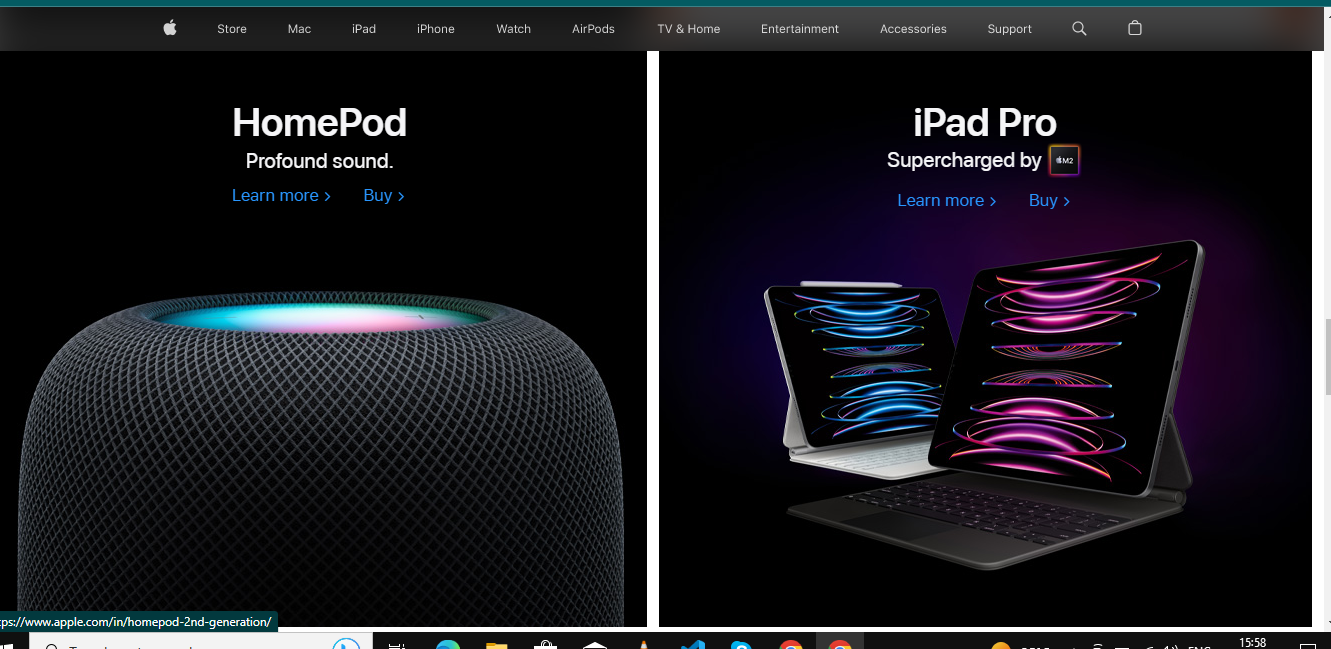 Store Mac iPad iPhone Watch AirPods TV & Home Entertainment Accessories Support
HomePod
Profound sound.
Learn more > Buy >
iPad Pro
Supercharged by M2
Learn more > Buy >
tps://www.apple.com/in/homepod-2nd-generation/
15:58